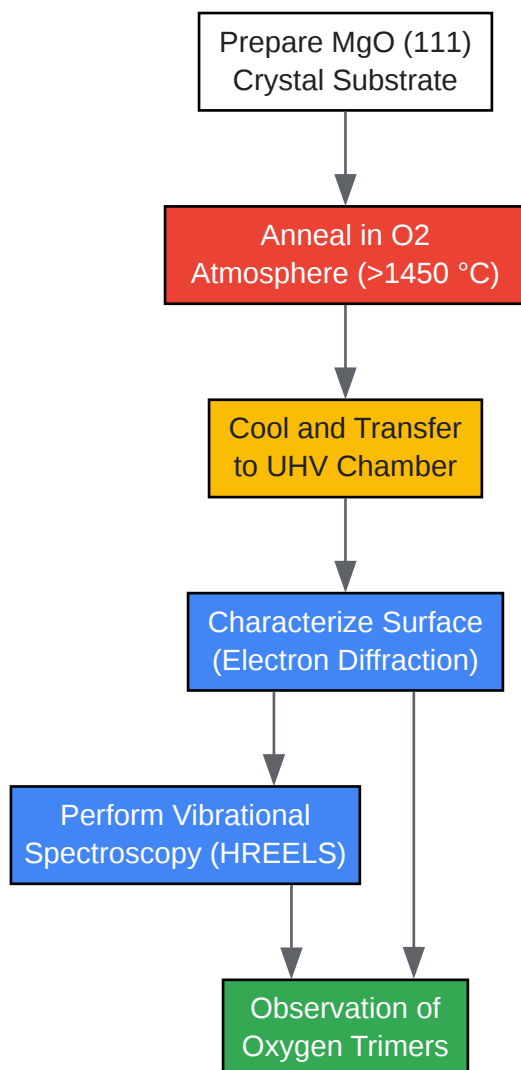 Prepare MgO (111)
Crystal Substrate
Anneal in O2
Atmosphere (>1450 °C)
Cool and Transfer
to UHV Chamber
Characterize Surface
(Electron Diffraction)
Perform Vibrational
Spectroscopy (HREELS)
Observation of
Oxygen Trimers